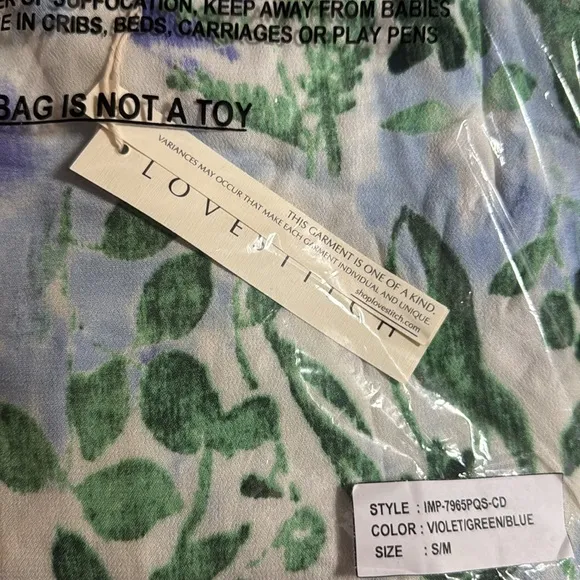 OF SUFFOCATION, KEEP AWAY FROM BABIES
IN CRIBS, BEDS, CARRIAGES OR PLAY PENS
BAG IS NOT A TOY
LOVESTITCH
THIS GARMENT IS ONE OF A KIND.
VARIANCES MAY OCCUR THAT MAKE EACH GARMENT INDIVIDUAL AND UNIQUE.
shoplovestitch.com
STYLE : IMP-7965PQS-CD
COLOR : VIOLET/GREEN/BLUE
SIZE : S/M